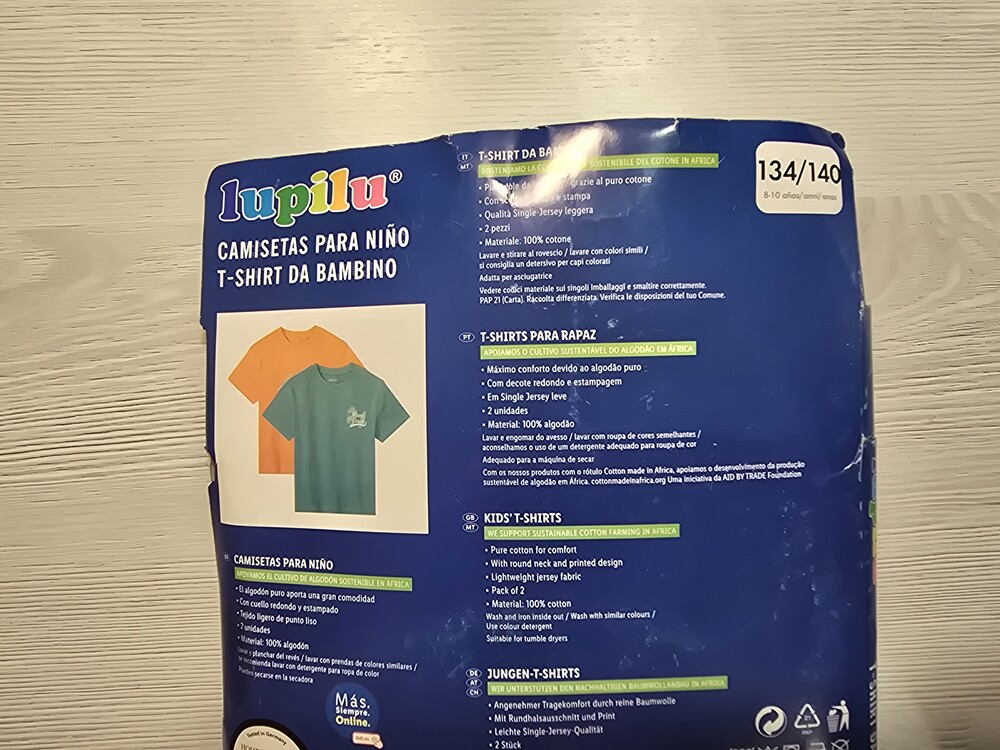 lupilu®
CAMISETAS PARA NIÑO
T-SHIRT DA BAMBINO
ES
CAMISETAS PARA NIÑO
APOYAMOS EL CULTIVO DE ALGODÓN SOSTENIBLE EN ÁFRICA
• El algodón puro aporta una gran comodidad
• Con cuello redondo y estampado
• Tejido ligero de punto liso
• 2 unidades
• Material: 100% algodón
Lavar y planchar del revés / lavar con prendas de colores similares /
se recomienda lavar con detergente para ropa de color
secarse en la secadora
Más.
Siempre.
Online.
Tested in Germany
IT
MT
T-SHIRT DA
SOSTENIAMO LA SOSTENIBILE DEL COTONE IN AFRICA
grazie al puro cotone
• Con e stampa
• Qualità Single-Jersey leggera
• 2 pezzi
• Materiale: 100% cotone
Lavare e stirare al rovescio / lavare con colori simili /
si consiglia un detersivo per capi colorati
Adatta per asciugatrice
Vedere codici materiale sui singoli imballaggi e smaltire correttamente.
PAP 21 (Carta). Raccolta differenziata. Verifica le disposizioni del tuo Comune.
134/140
8-10 años/anni/anos
PT
T-SHIRTS PARA RAPAZ
APOIAMOS O CULTIVO SUSTENTÁVEL DO ALGODÃO EM ÁFRICA
• Máximo conforto devido ao algodão puro
• Com decote redondo e estampagem
• Em Single Jersey leve
• 2 unidades
• Material: 100% algodão
Lavar e engomar do avesso / lavar com roupa de cores semelhantes /
aconselhamos o uso de um detergente adequado para roupa de cor
Adequado para a máquina de secar
Com os nossos produtos com o rótulo Cotton made in Africa, apoiamos o desenvolvimento da produção
sustentável de algodão em África. cottonmadeinafrica.org Uma iniciativa da AID BY TRADE Foundation
GB
MT
KIDS' T-SHIRTS
WE SUPPORT SUSTAINABLE COTTON FARMING IN AFRICA
• Pure cotton for comfort
• With round neck and printed design
• Lightweight jersey fabric
• Pack of 2
• Material: 100% cotton
Wash and iron inside out / Wash with similar colours /
Use colour detergent
Suitable for tumble dryers
DE
AT
CH
JUNGEN-T-SHIRTS
WIR UNTERSTÜTZEN DEN NACHHALTIGEN BAUMWOLLANBAU IN AFRIKA
• Angenehmer Tragekomfort durch reine Baumwolle
• Mit Rundhalsausschnitt und Print
• Leichte Single-Jersey-Qualität
• 2 Stück
21
PAP